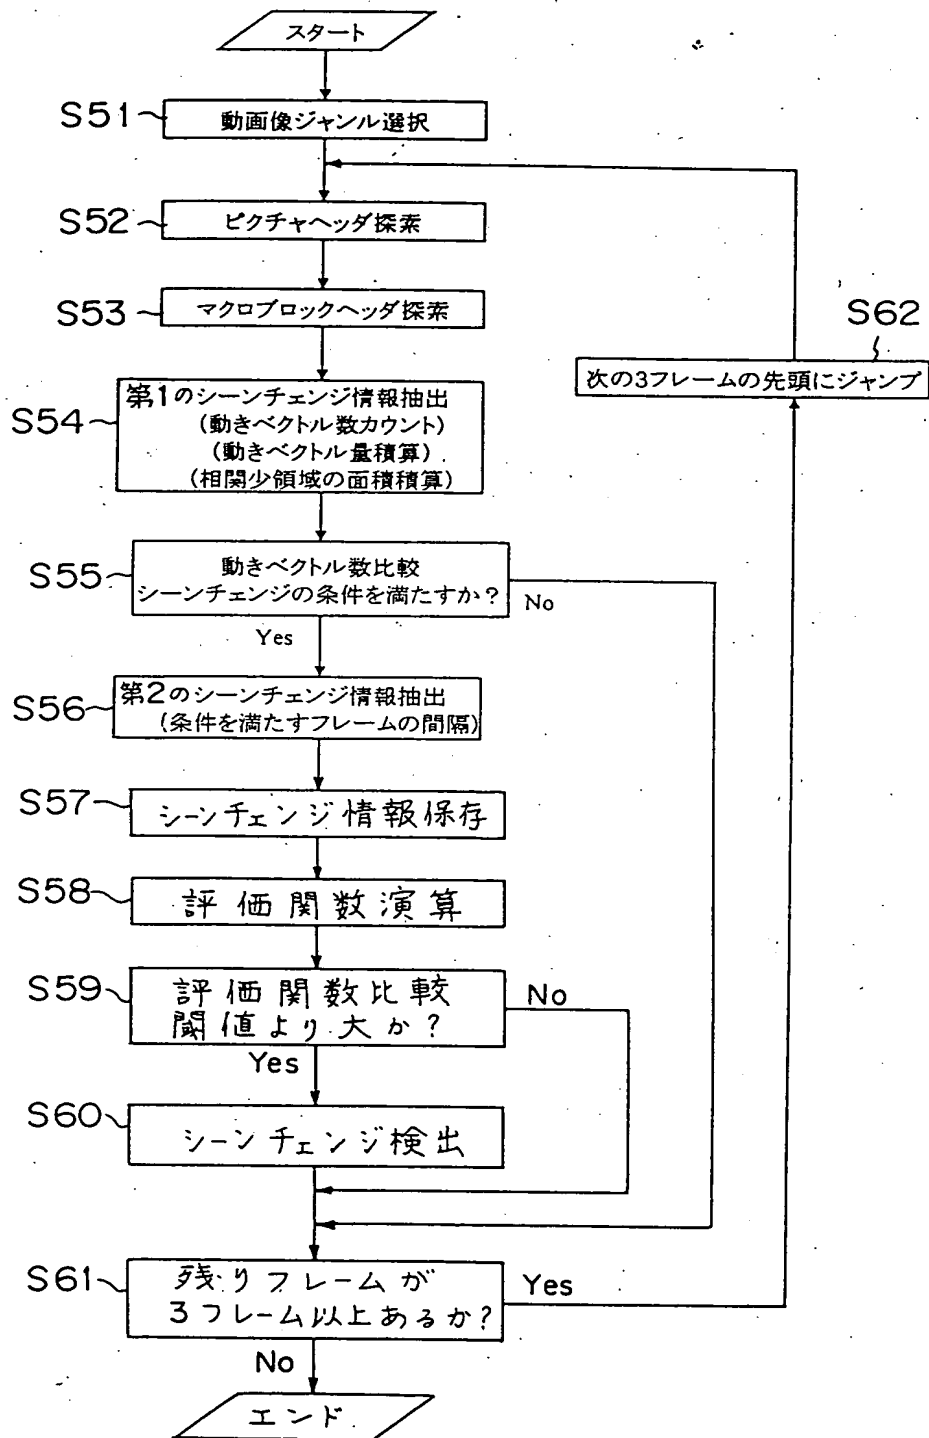 スタート
S51
動画像ジャンル選択
S52
ピクチャヘッダ探索
S53
マクロブロックヘッダ探索
S62
次の3フレームの先頭にジャンプ
S54
第1のシーンチェンジ情報抽出
(動きベクトル数カウント)
(動きベクトル量積算)
(相関少領域の面積積算)
S55
動きベクトル数比較
シーンチェンジの条件を満たすか?
No
Yes
S56
第2のシーンチェンジ情報抽出
(条件を満たすフレームの間隔)
S57
シーンチェンジ情報保存
S58
評価関数演算
S59
評価関数比較
閾値より大か?
No
Yes
S60
シーンチェンジ検出
S61
残りフレームが
3フレーム以上あるか?
Yes
No
エンド